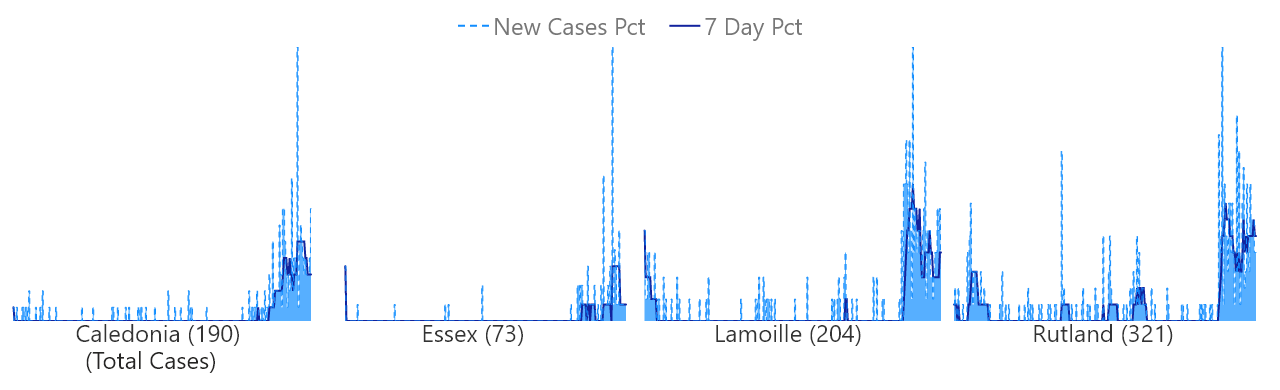 New Cases Pct 7 Day Pct
Caledonia (190) Essex (73) Lamoille (204) Rutland (321)
(Total Cases)